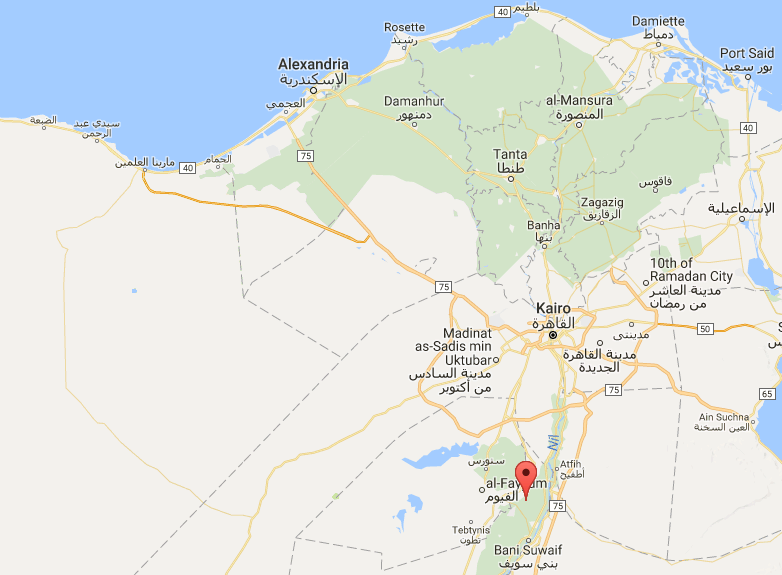 40
بلطيم
Rosette
رشيد
Damiette
دمياط
Port Said
بور سعيد
Alexandria
الإسكندرية
العجمي
Damanhur
دمنهور
al-Mansura
المنصورة
سيدي عبد
الرحمن
الضبعة
مارينا العلمين
40
الحمام
75
40
Tanta
طنطا
فاقوس
Zagazig
الزقازيق
الإسماعيلية
Banha
بنها
10th of
Ramadan City
مدينة العاشر
من رمضان
75
Kairo
القاهرة
Madinat
as-Sadis min
Uktubar
مدينة السادس
من أكتوبر
مدينتى
مدينة القاهرة
الجديدة
50
75
65
Ain Suchna
العين السخنة
Nil
سنورس
al-Fayyum
الفيوم
Atfih
اطفيح
75
Tebtynis
Bani Suwaif
بني سويف